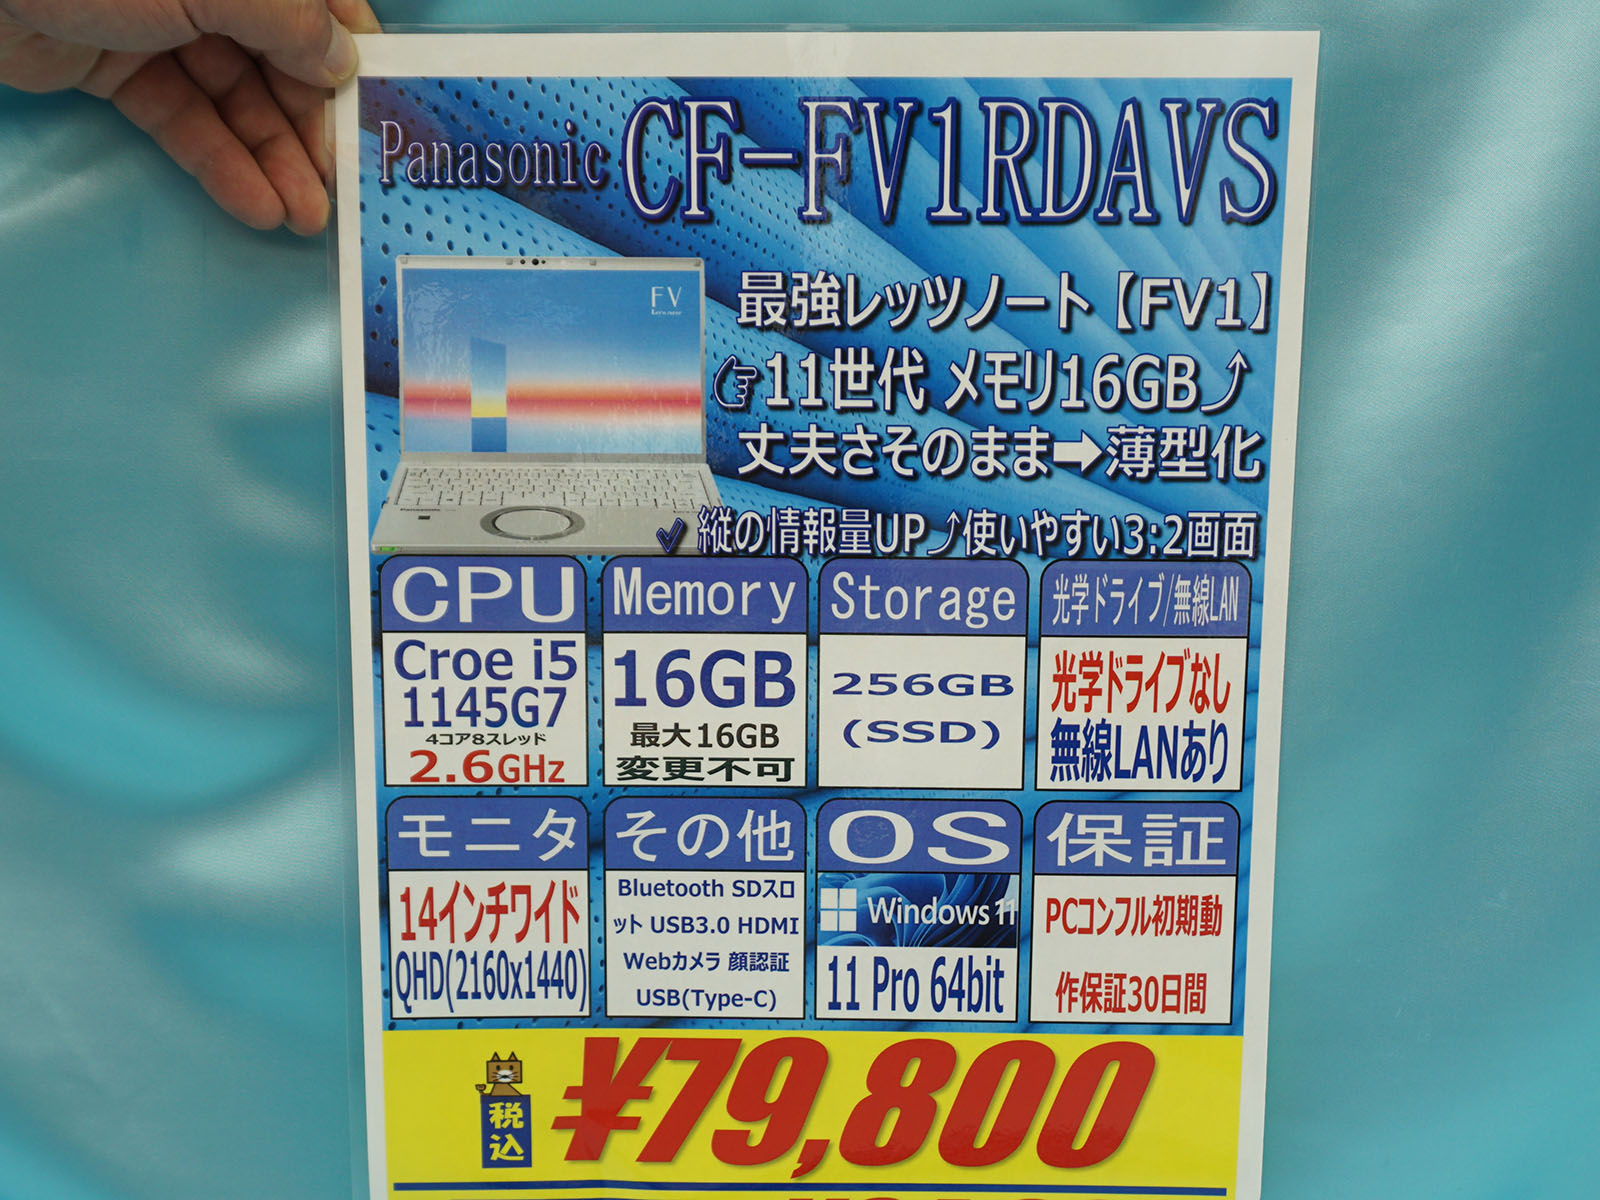 Panasonic CF-FV1RDAVS
FV
最強レッツノート【FV1】
☞11世代 メモリ16GB⤴
丈夫さそのまま➡薄型化
✓ 縦の情報量UP⤴使いやすい3:2画面
Panasonic
CPU
Croe i5
1145G7
4コア8スレッド
2.6GHz
Memory
16GB
最大16GB
変更不可
Storage
256GB
(SSD)
光学ドライブ/無線LAN
光学ドライブなし
無線LANあり
モニタ
14インチワイド
QHD(2160x1440)
その他
Bluetooth SDスロ
ット USB3.0 HDMI
Webカメラ 顔認証
USB(Type-C)
OS
Windows 11
11 Pro 64bit
保証
PCコンフル初期動
作保証30日間
税込
¥79,800